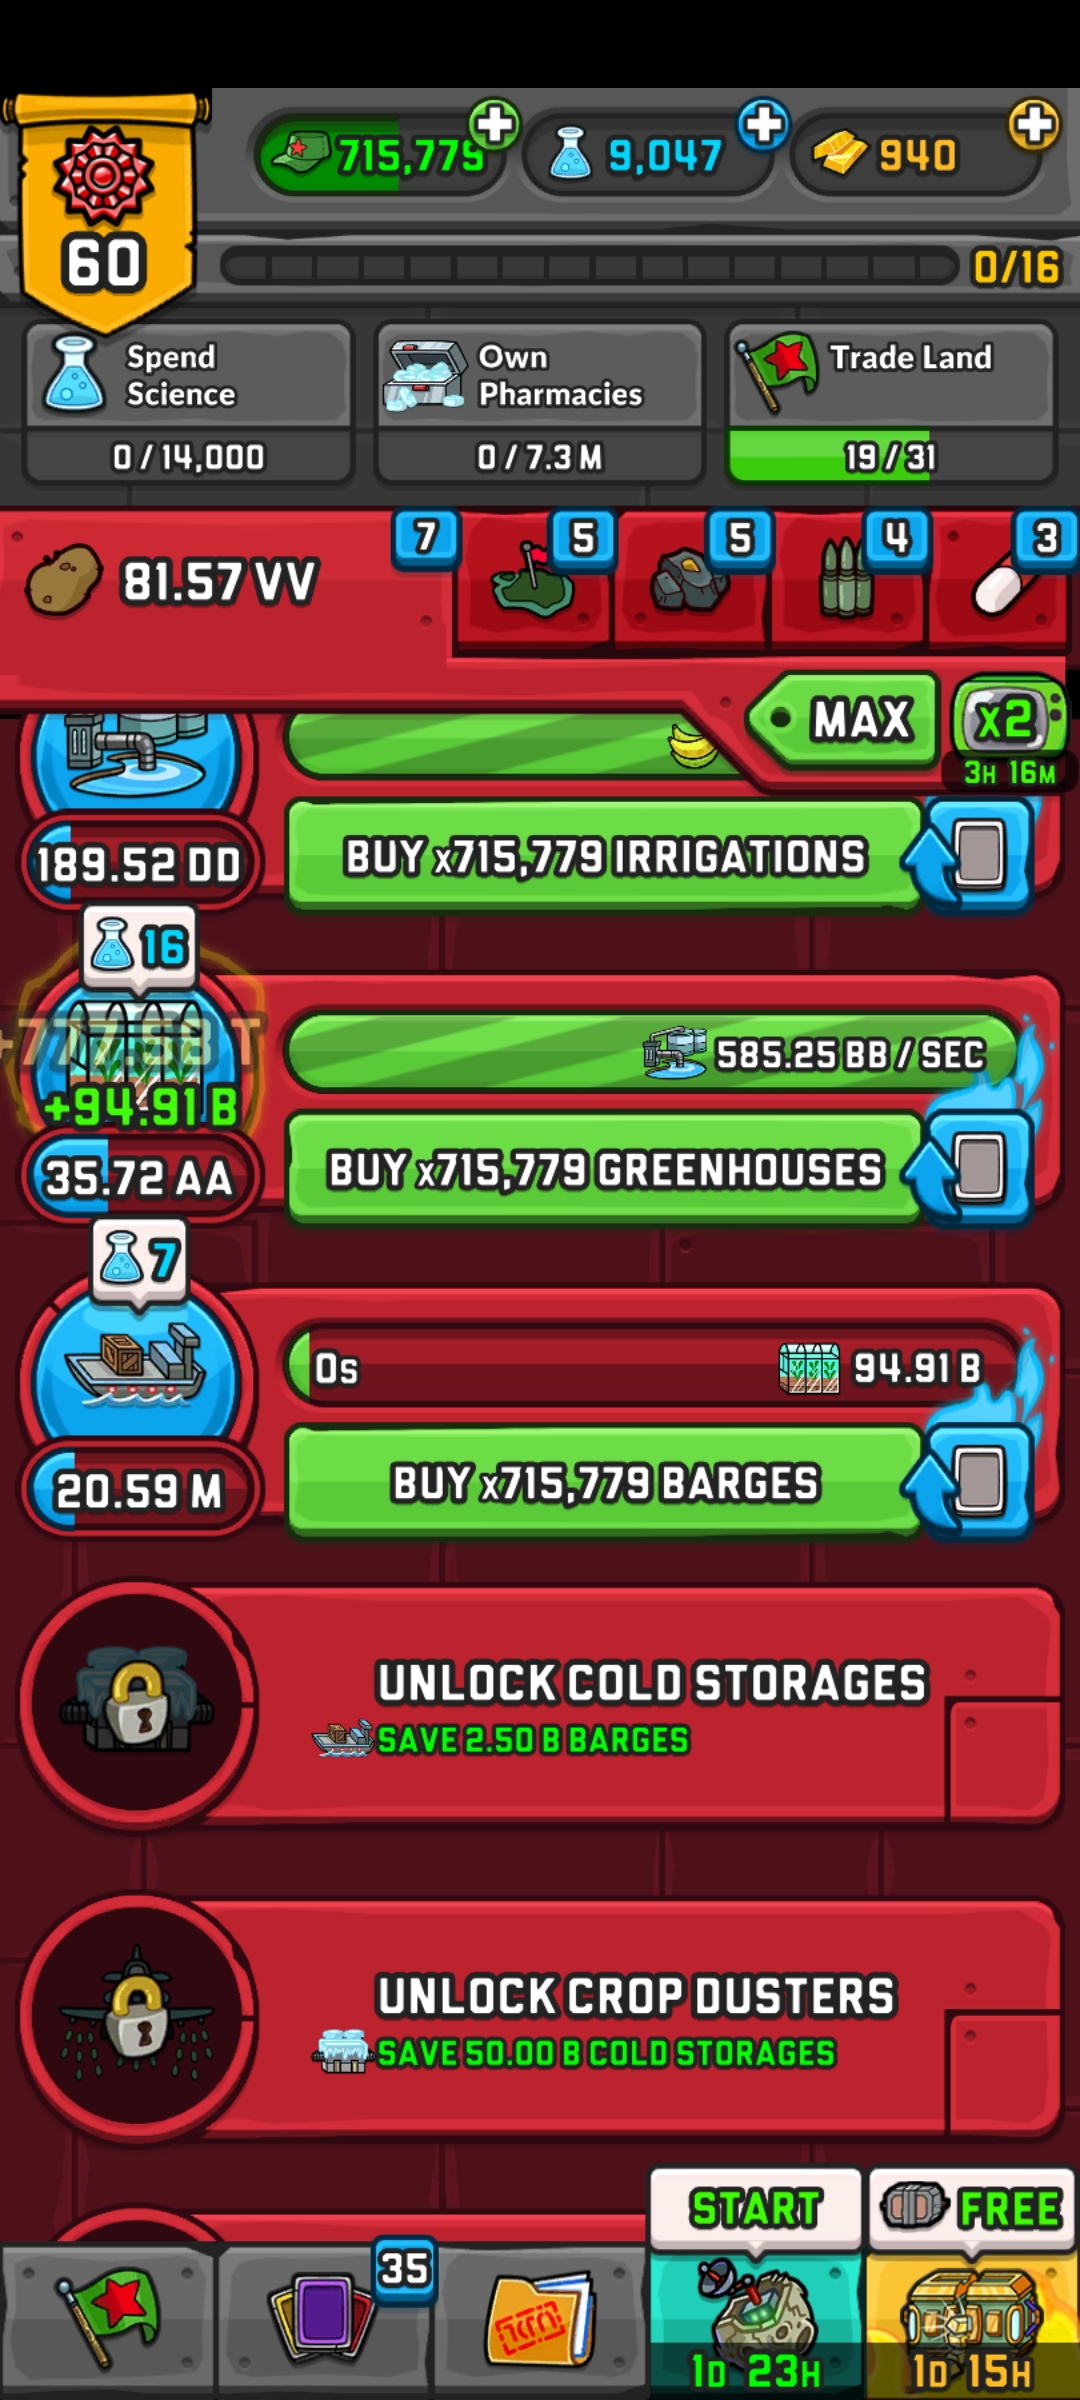 715,779
9,047
940
60
0/16
Spend
Science
0 / 14,000
Own
Pharmacies
0 / 7.3 M
Trade Land
19 / 31
81.57 VV
7
5
5
4
3
MAX
x2
3H 16M
189.52 DD
BUY x715,779 IRRIGATIONS
16
+94.91 B
585.25 BB / SEC
35.72 AA
BUY x715,779 GREENHOUSES
7
0s
94.91 B
20.59 M
BUY x715,779 BARGES
UNLOCK COLD STORAGES
SAVE 2.50 B BARGES
UNLOCK CROP DUSTERS
SAVE 50.00 B COLD STORAGES
START
FREE
35
1D 23H
1D 15H